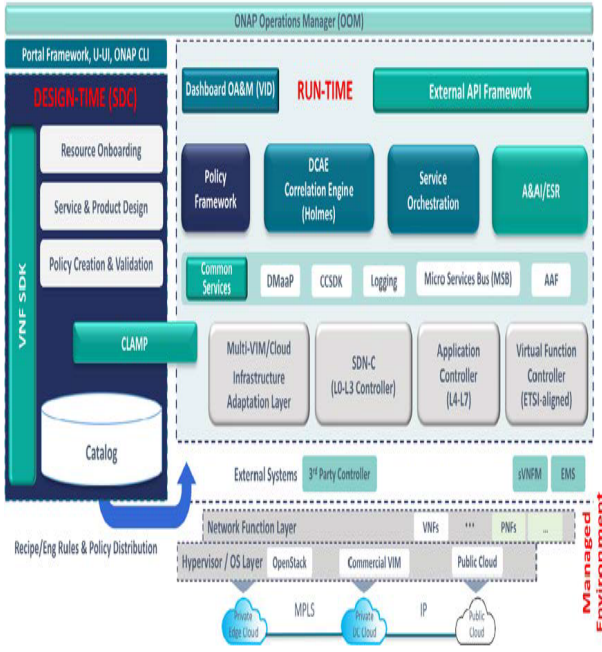 ONAP Operations Manager (OOM)
Portal Framework, U-UI, ONAP CLI
DESIGN-TIME (SDC)
VNF SDK
Resource Onboarding
Service & Product Design
Policy Creation & Validation
CLAMP
Catalog
Recipe/Eng Rules & Policy Distribution
Dashboard OA&M (VID)
RUN-TIME
External API Framework
Policy
Framework
DCAE
Correlation Engine
(Holmes)
Service
Orchestration
A&AI/ESR
Common
Services
DMaaP
CCSDK
Logging
Micro Services Bus (MSB)
AAF
Multi-VIM/Cloud
Infrastructure
Adaptation Layer
SDN-C
(L0-L3 Controller)
Application
Controller
(L4-L7)
Virtual Function
Controller
(ETSI-aligned)
External Systems
3rd Party Controller
sVNFM
EMS
Network Function Layer
VNFs
•••
PNFs
...
Hypervisor / OS Layer
OpenStack
Commercial VIM
Public Cloud
Private
Edge Cloud
MPLS
Private
DC Cloud
IP
Public
Cloud
Managed
Environment